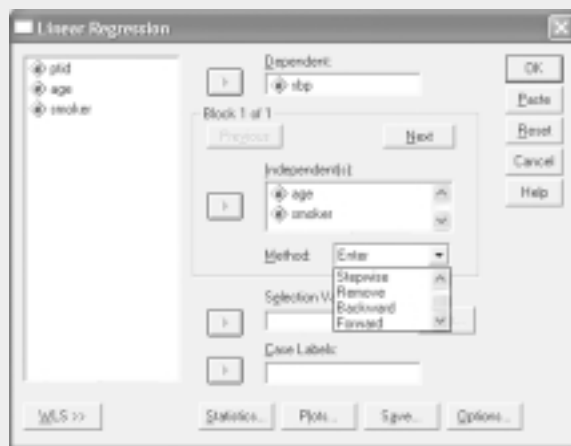 Linear Regression
ptid
age
smoker
Dependent:
sbp
Block 1 of 1
Previous
Next
Independent(s):
age
smoker
Method:
Enter
Stepwise
Remove
Backward
Forward
Selection Va
Case Labels:
WLS >>
Statistics...
Plots...
Save...
Options...
OK
Paste
Reset
Cancel
Help